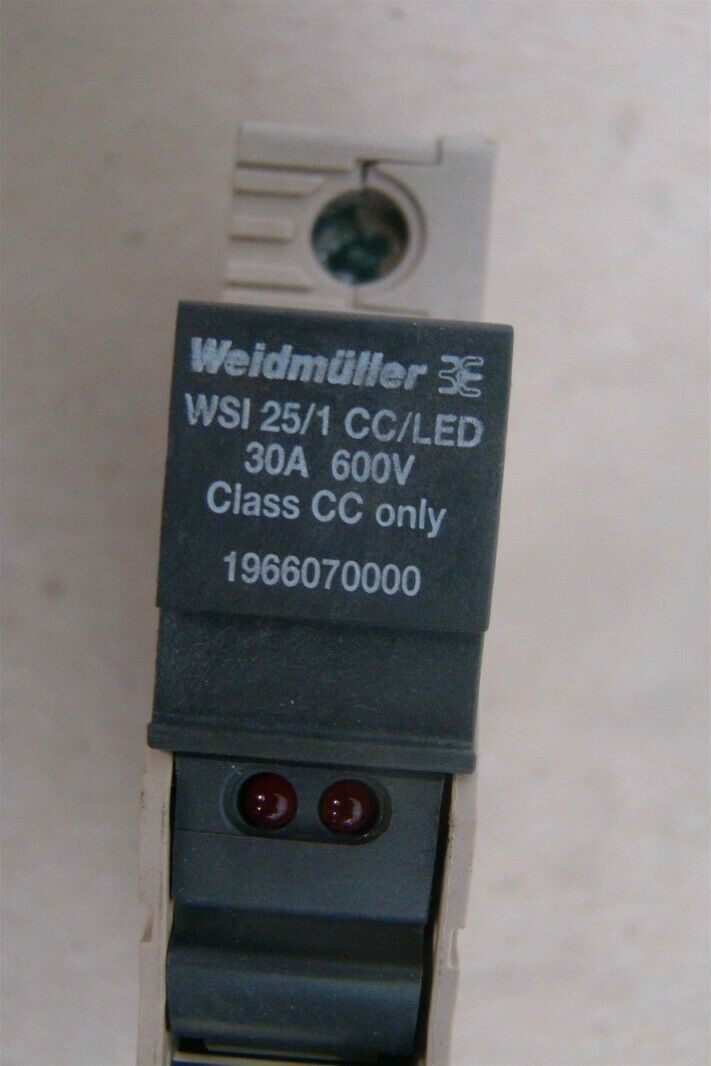 Weidmüller
WSI 25/1 CC/LED
30A 600V
Class CC only
1966070000